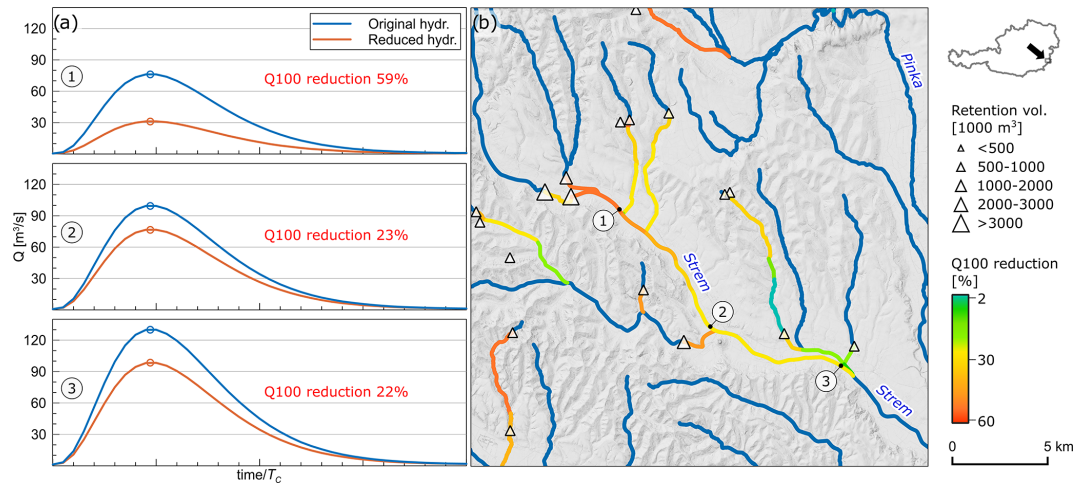 (a)
Original hydr.
Reduced hydr.
120
90
60
30
1
Q100 reduction 59%
120
90
60
30
2
Q100 reduction 23%
120
90
60
30
3
Q100 reduction 22%
Q [m³/s]
time/T_C
(b)
Pinka
1
Strem
2
3
Strem
Retention vol.
[1000 m³]
<500
500-1000
1000-2000
2000-3000
>3000
Q100 reduction
[%]
2
30
60
0 5 km